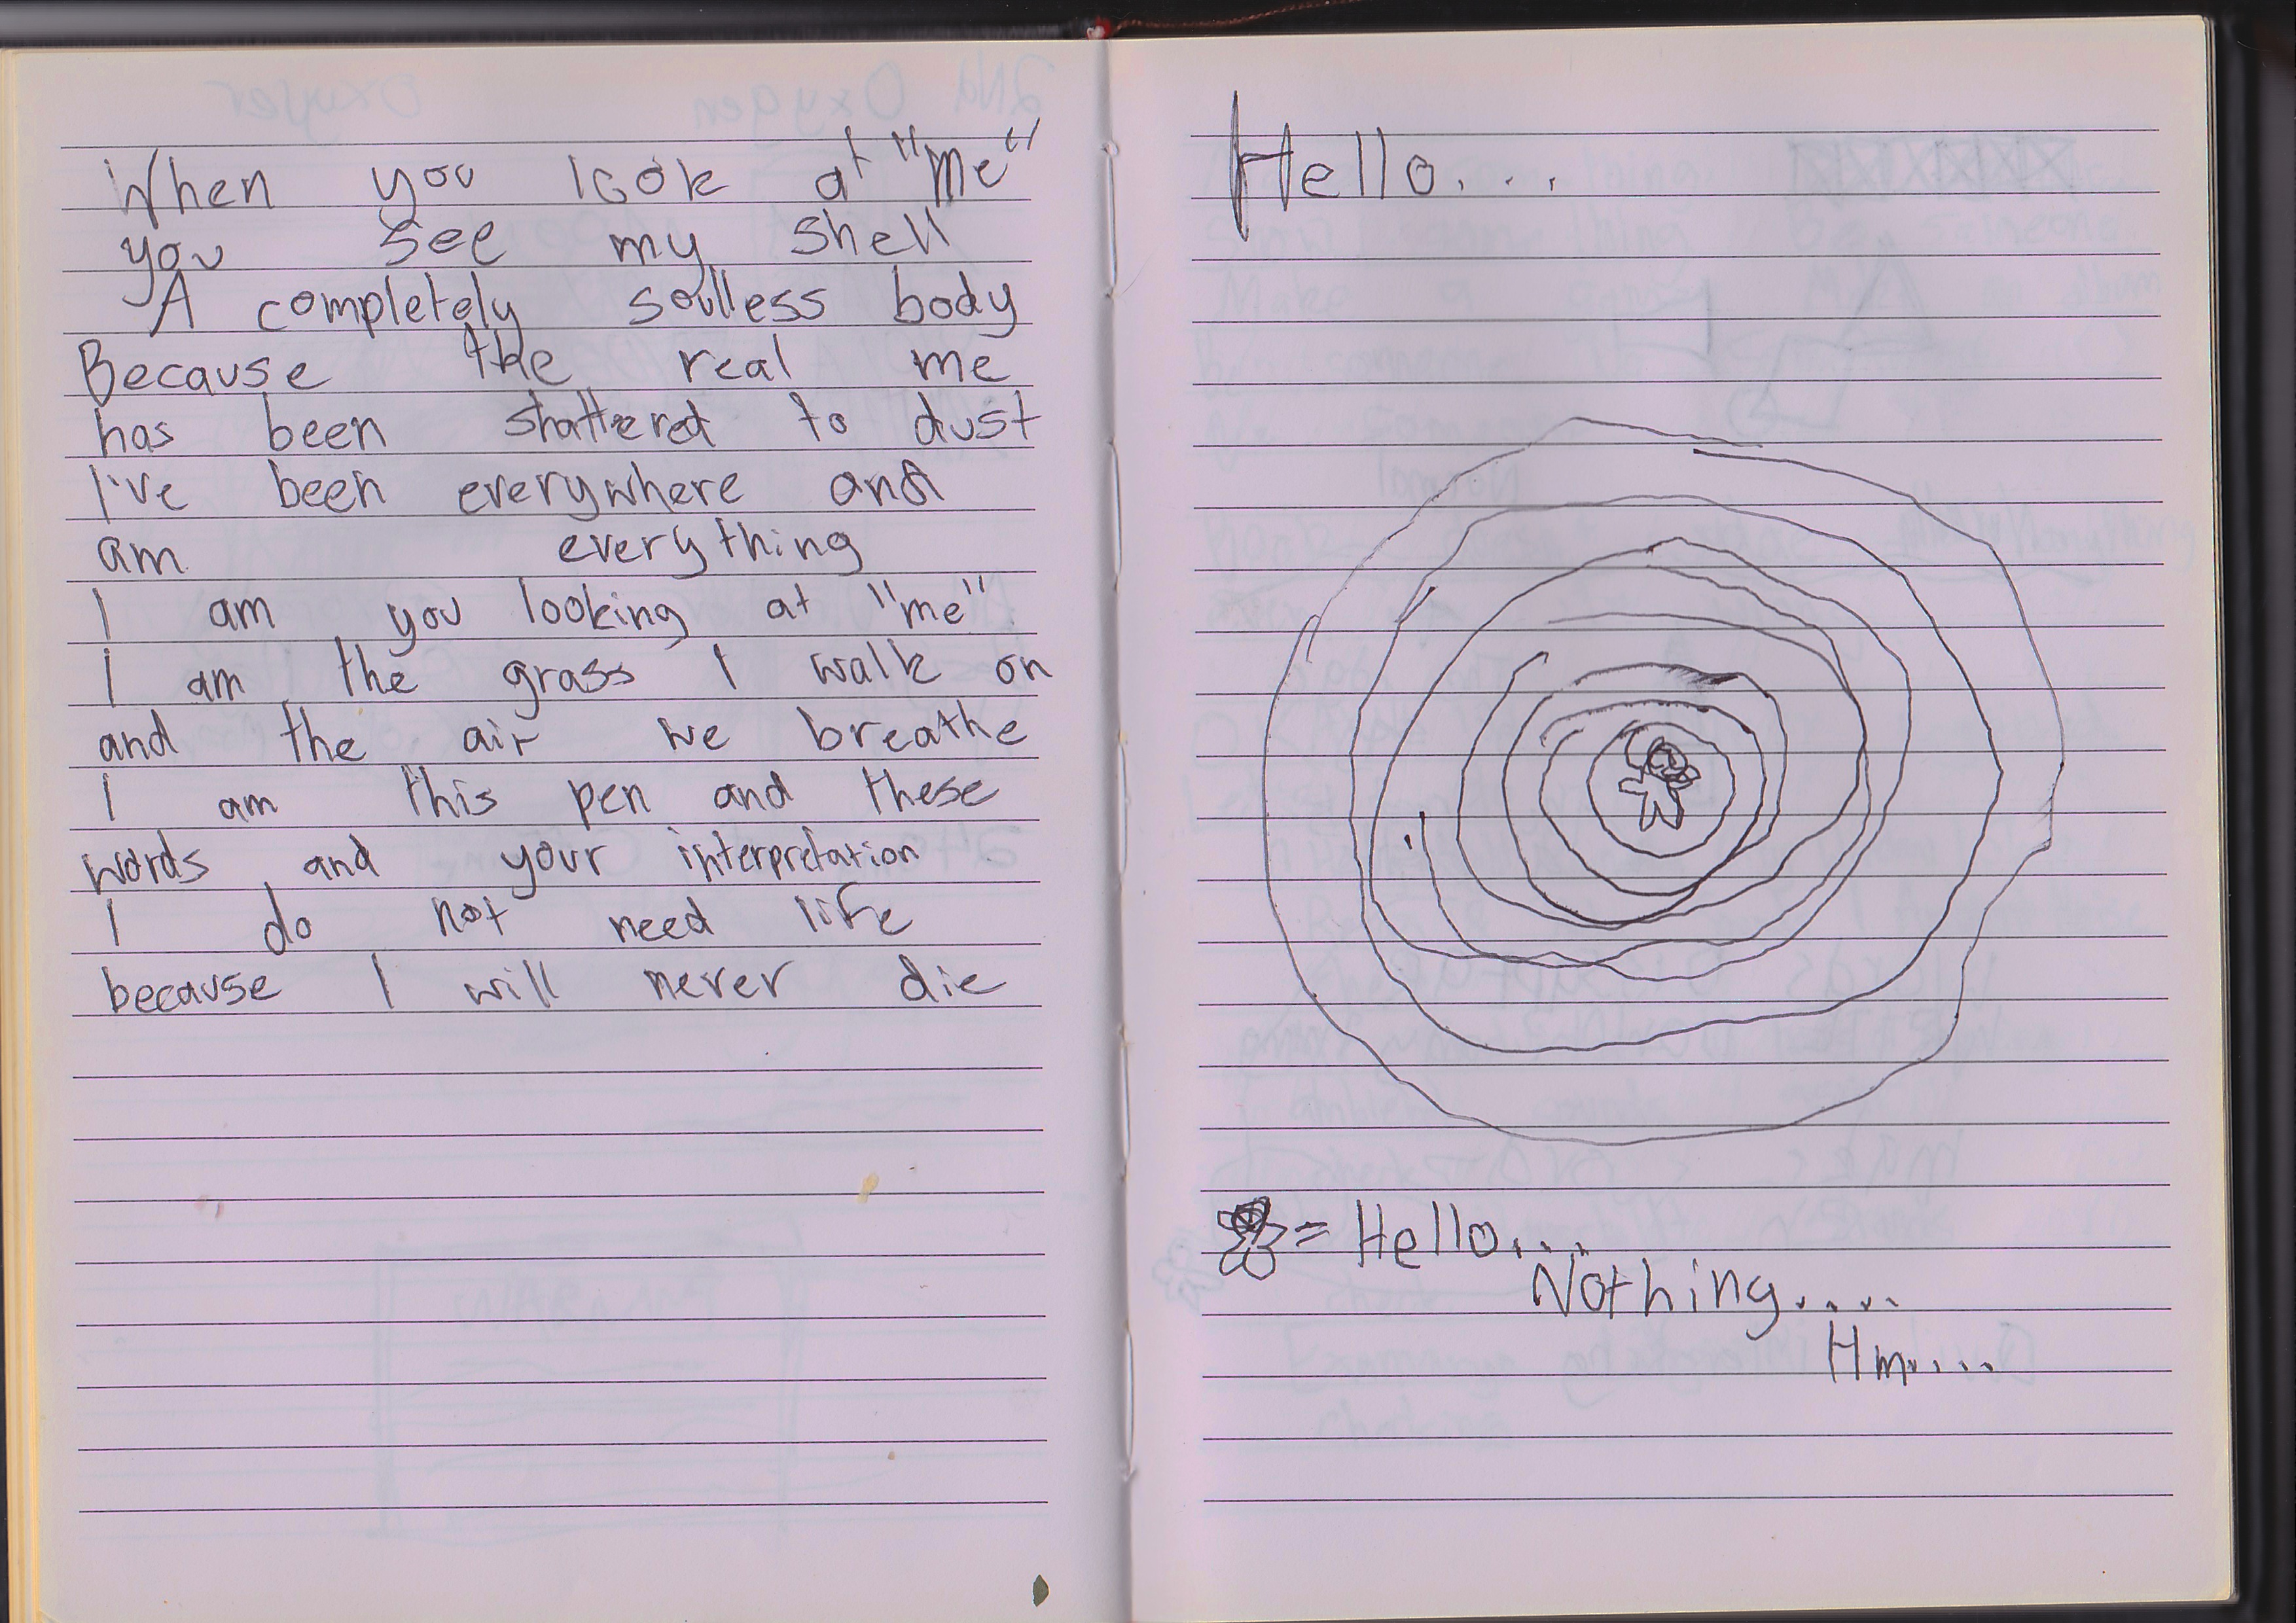 When you look at "me"
you see my shell
A completely soulless body
Because the real me
has been shattered to dust
I've been everywhere and
am everything
I am you looking at "me"
I am the grass I walk on
and the air we breathe
I am this pen and these
words and your interpretation
I do not need life
because I will never die
Hello...
= Hello...
Nothing....
Hm....